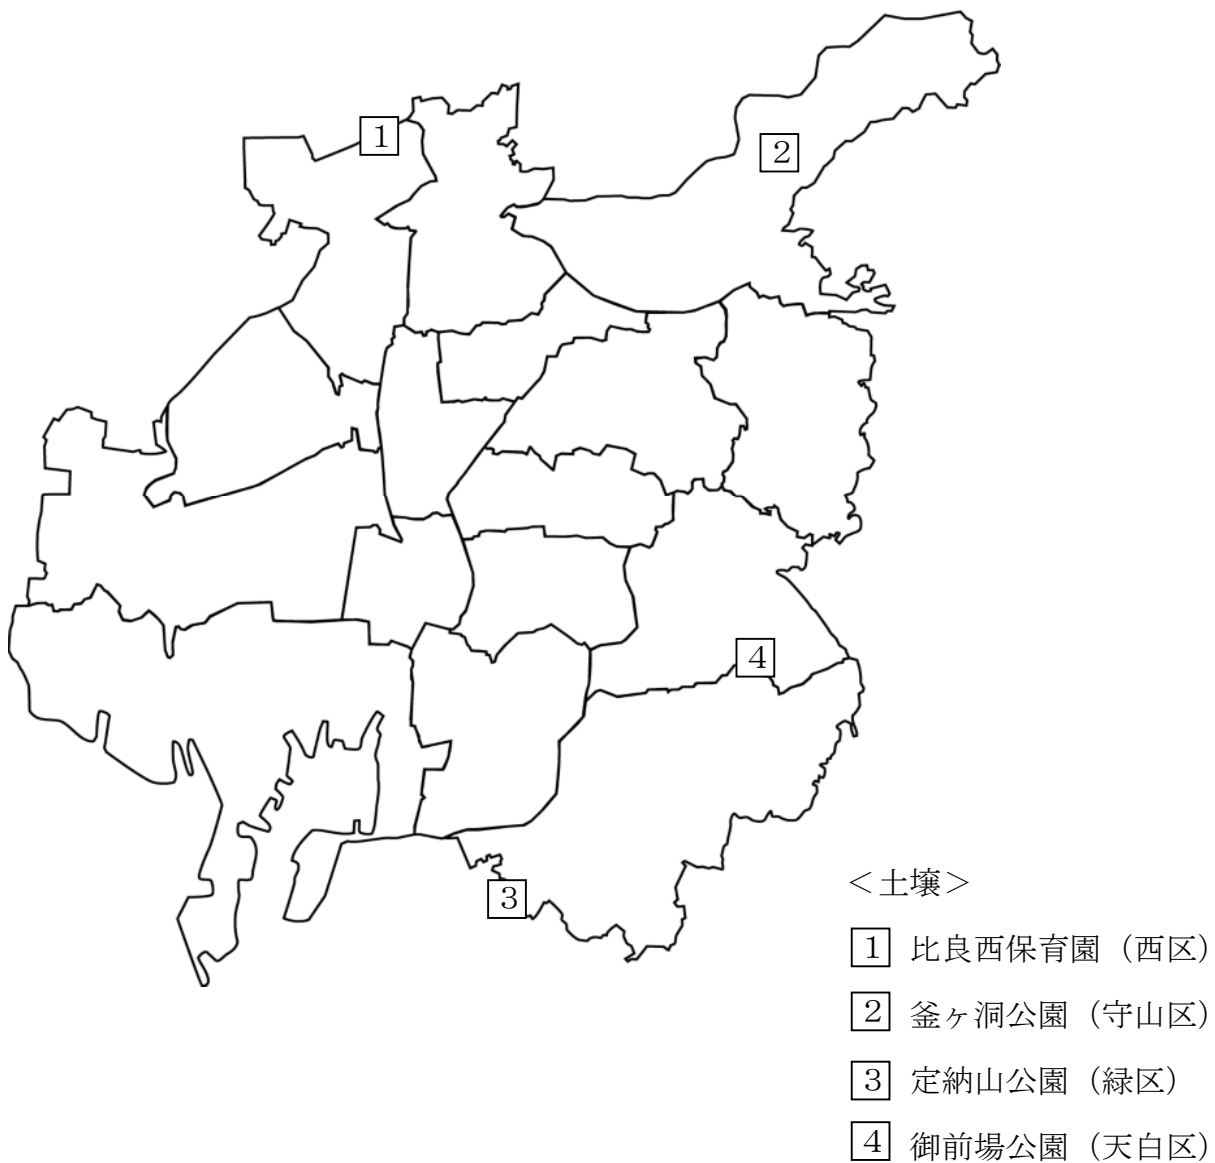 1
2
4
3
＜土壌＞
1 比良西保育園（西区）
2 釜ヶ洞公園（守山区）
3 定納山公園（緑区）
4 御前場公園（天白区）